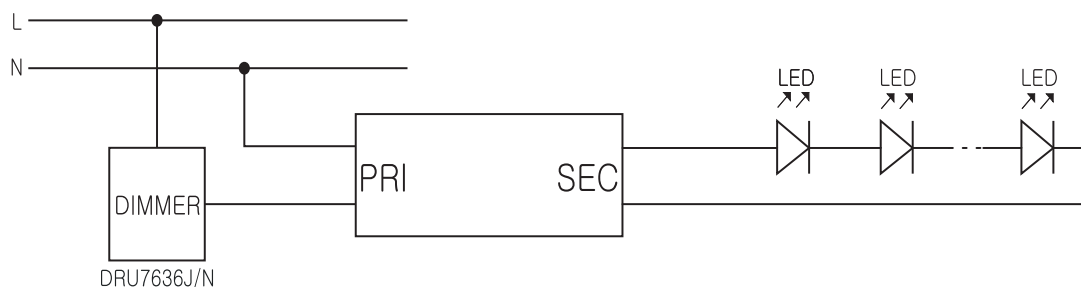 L
N
LED
LED
LED
PRI
SEC
DIMMER
DRU7636J/N